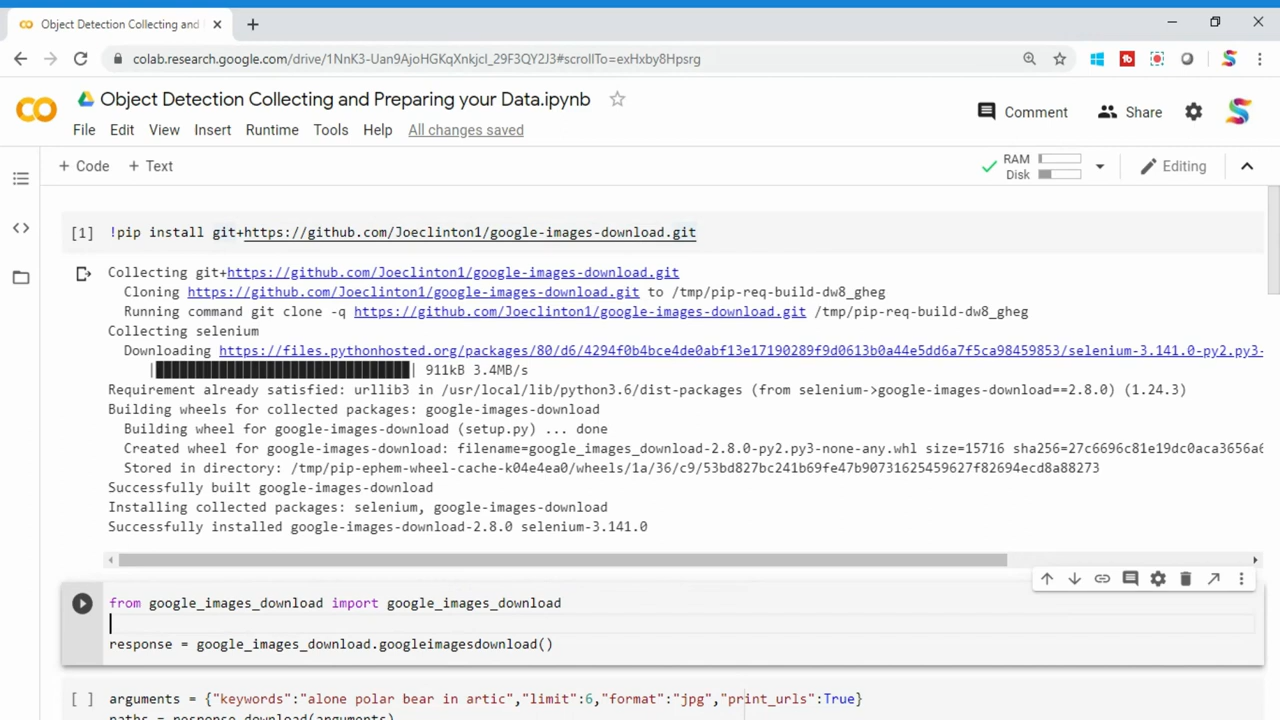 Object Detection Collecting and
colab.research.google.com/drive/1NnK3-Uan9AjoHGKqXnkjcI_29F3QY2J3#scrollTo=exHxby8Hpsrg
Object Detection Collecting and Preparing your Data.ipynb
Comment
Share
File Edit View Insert Runtime Tools Help All changes saved
+ Code + Text
RAM
Disk
Editing
[1] !pip install git+https://github.com/Joeclinton1/google-images-download.git
Collecting git+https://github.com/Joeclinton1/google-images-download.git
Cloning https://github.com/Joeclinton1/google-images-download.git to /tmp/pip-req-build-dw8_gheg
Running command git clone -q https://github.com/Joeclinton1/google-images-download.git /tmp/pip-req-build-dw8_gheg
Collecting selenium
Downloading https://files.pythonhosted.org/packages/80/d6/4294f0b4bce4de0abf13e17190289f9d0613b0a44e5dd6a7f5ca98459853/selenium-3.141.0-py2.py3-
|████████████████████████████████| 911kB 3.4MB/s
Requirement already satisfied: urllib3 in /usr/local/lib/python3.6/dist-packages (from selenium->google-images-download==2.8.0) (1.24.3)
Building wheels for collected packages: google-images-download
Building wheel for google-images-download (setup.py) ... done
Created wheel for google-images-download: filename=google_images_download-2.8.0-py2.py3-none-any.whl size=15716 sha256=27c6696c81e19dc0aca3656a6
Stored in directory: /tmp/pip-ephem-wheel-cache-k04e4ea0/wheels/1a/36/c9/53bd827bc241b69fe47b90731625459627f82694ecd8a88273
Successfully built google-images-download
Installing collected packages: selenium, google-images-download
Successfully installed google-images-download-2.8.0 selenium-3.141.0
from google_images_download import google_images_download
response = google_images_download.googleimagesdownload()
[ ] arguments = {"keywords":"alone polar bear in artic","limit":6,"format":"jpg","print_urls":True}
paths = response.download(arguments)